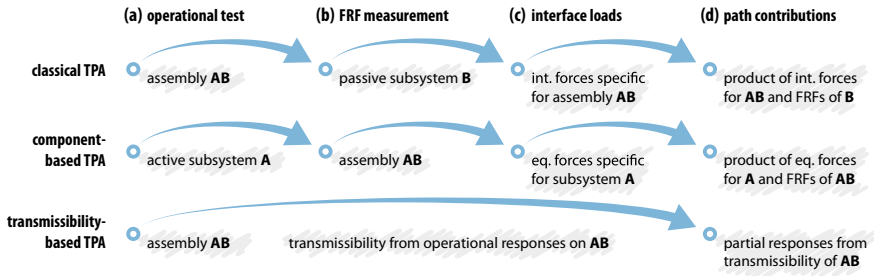 (a) operational test (b) FRF measurement (c) interface loads (d) path contributions
classical TPA
assembly AB
passive subsystem B
int. forces specific
for assembly AB
product of int. forces
for AB and FRFs of B
component-
based TPA
active subsystem A
assembly AB
eq. forces specific
for subsystem A
product of eq. forces
for A and FRFs of AB
transmissibility-
based TPA
assembly AB
transmissibility from operational responses on AB
partial responses from
transmissibility of AB